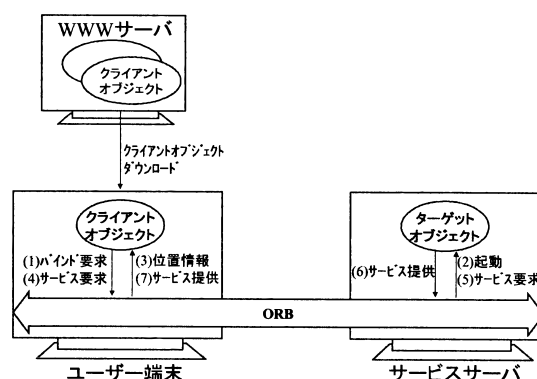 WWWサーバ
クライアント
オブジェクト
クライアントオブジェクト
ダウンロード
クライアント
オブジェクト
(1)バインド要求
(4)サービス要求
(3)位置情報
(7)サービス提供
ターゲット
オブジェクト
(6)サービス提供
(2)起動
(5)サービス要求
ORB
ユーザー端末
サービスサーバ